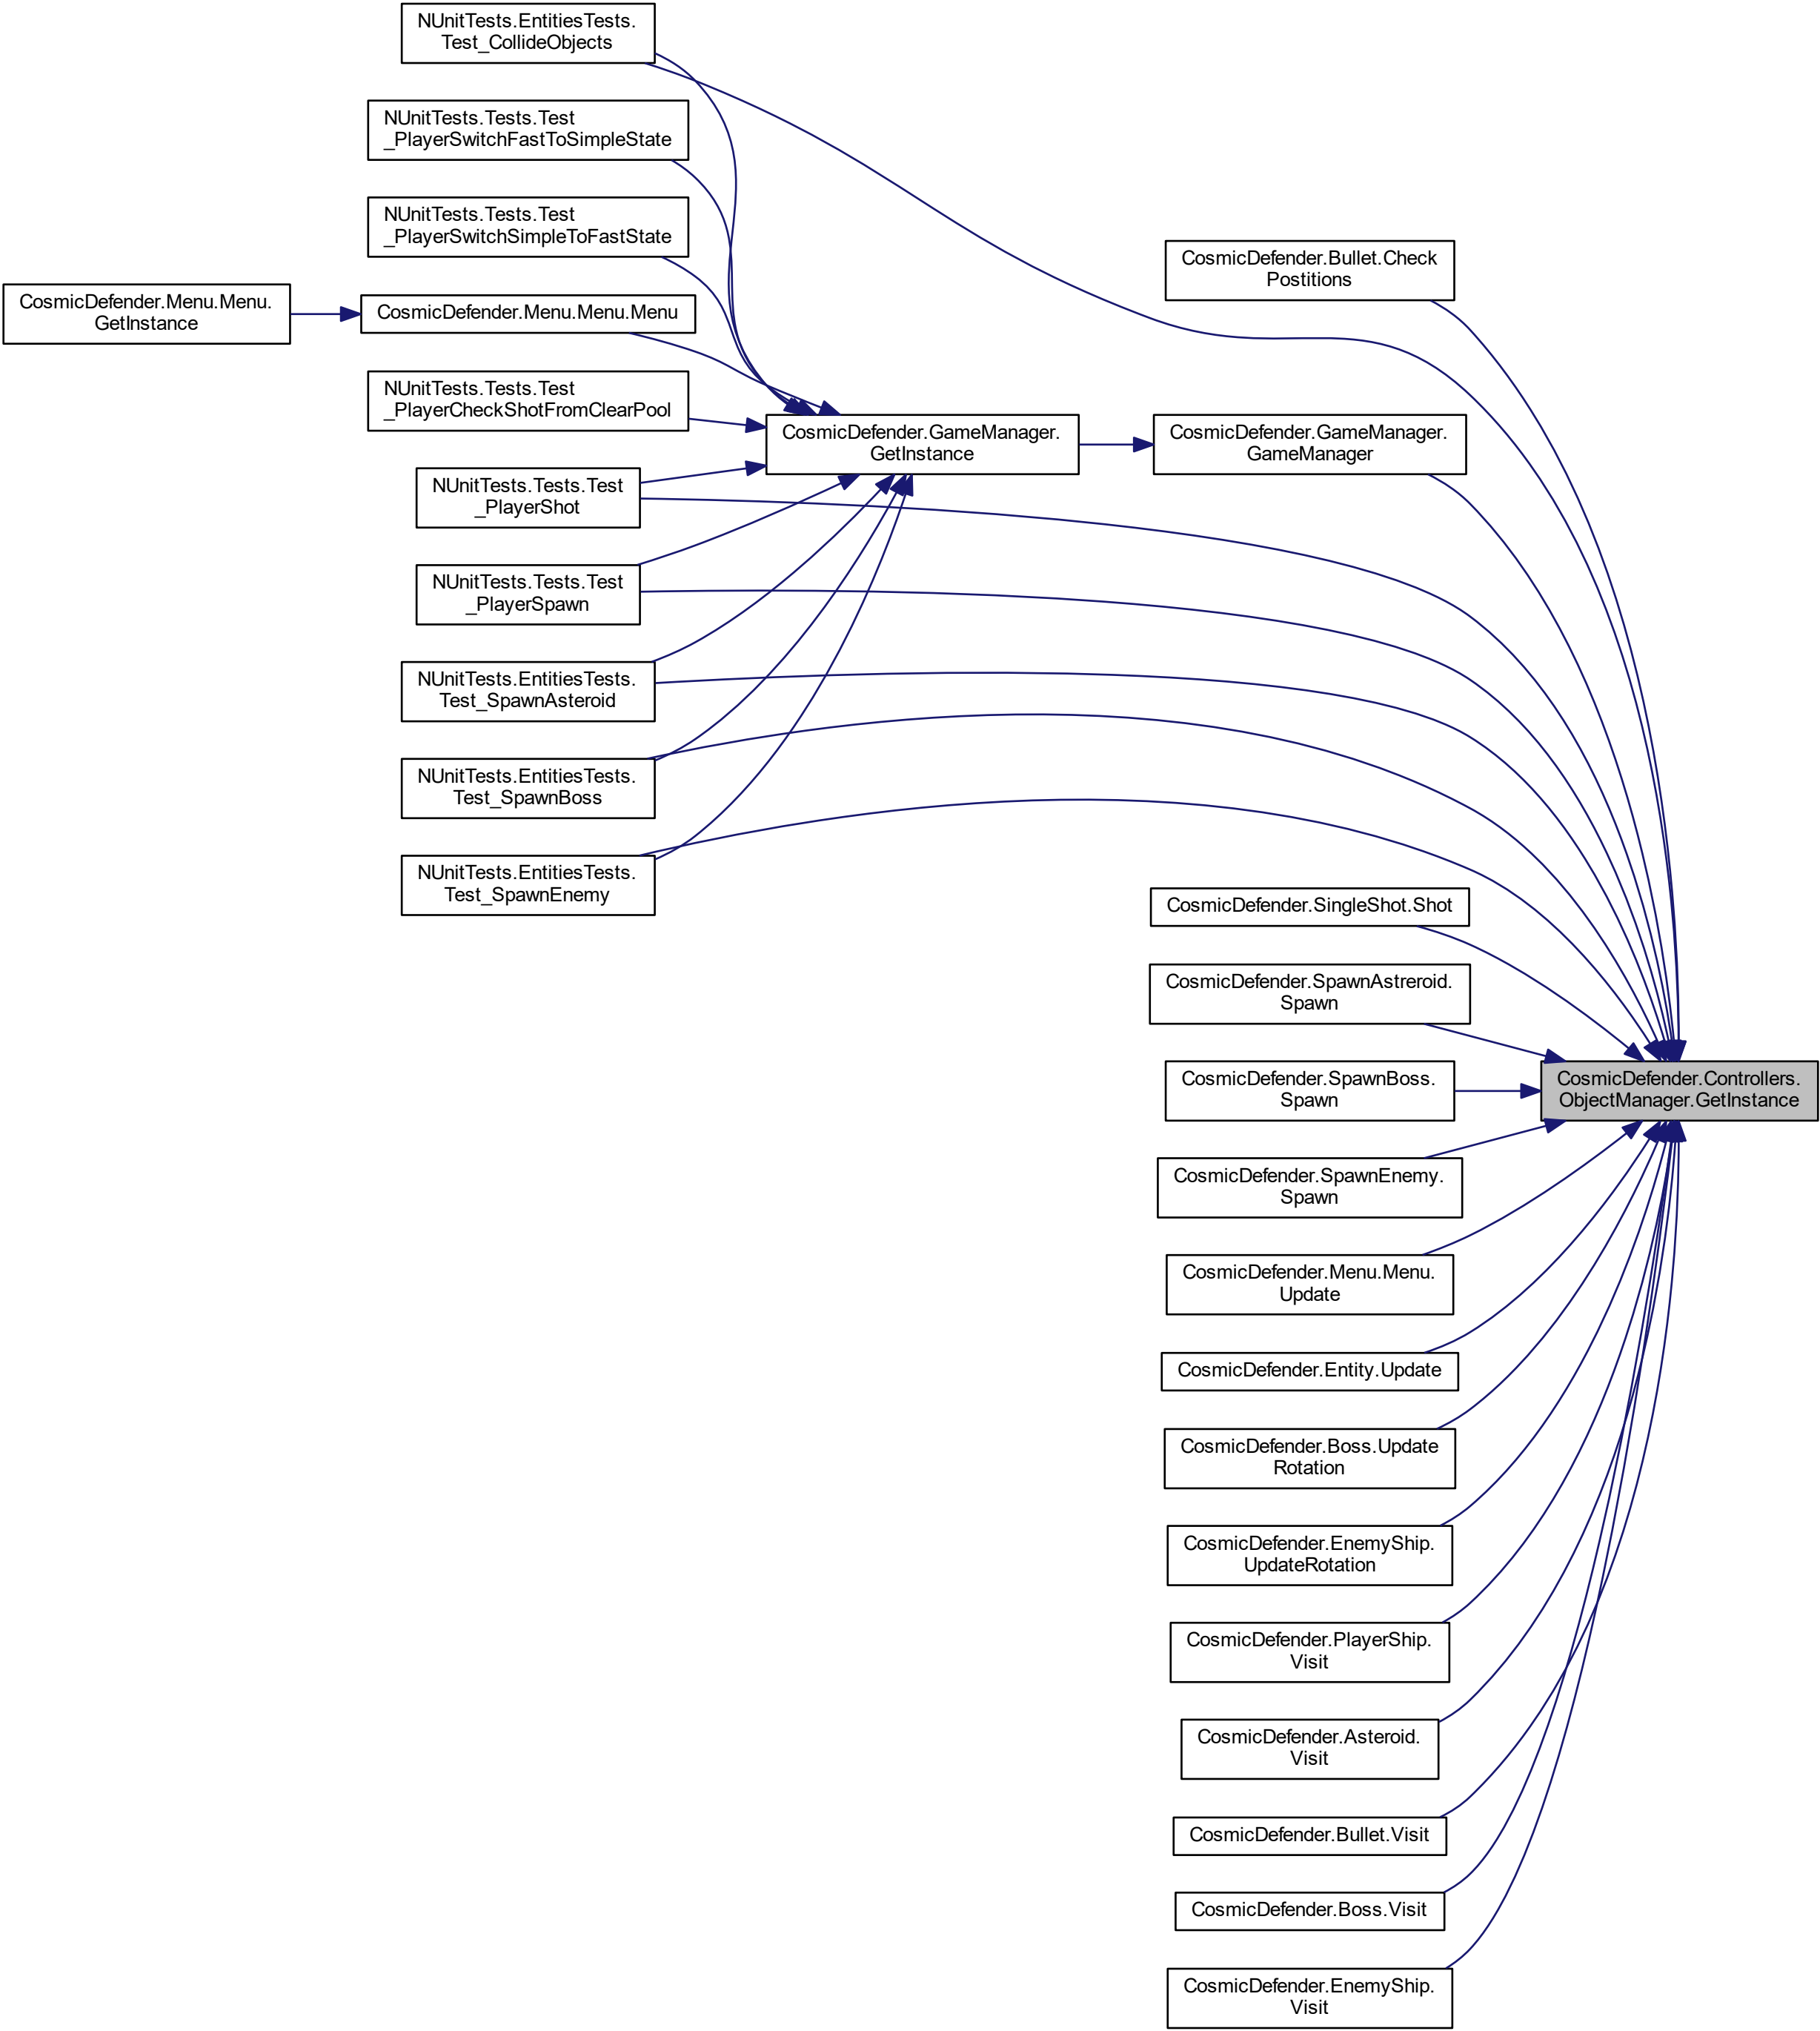 NUnitTests.EntitiesTests.
Test_CollideObjects
NUnitTests.Tests.Test
_PlayerSwitchFastToSimpleState
NUnitTests.Tests.Test
_PlayerSwitchSimpleToFastState
CosmicDefender.Menu.Menu.
GetInstance
CosmicDefender.Menu.Menu.Menu
NUnitTests.Tests.Test
_PlayerCheckShotFromClearPool
NUnitTests.Tests.Test
_PlayerShot
NUnitTests.Tests.Test
_PlayerSpawn
NUnitTests.EntitiesTests.
Test_SpawnAsteroid
NUnitTests.EntitiesTests.
Test_SpawnBoss
NUnitTests.EntitiesTests.
Test_SpawnEnemy
CosmicDefender.GameManager.
GetInstance
CosmicDefender.Bullet.Check
Postitions
CosmicDefender.GameManager.
GameManager
CosmicDefender.SingleShot.Shot
CosmicDefender.SpawnAstreroid.
Spawn
CosmicDefender.SpawnBoss.
Spawn
CosmicDefender.SpawnEnemy.
Spawn
CosmicDefender.Menu.Menu.
Update
CosmicDefender.Entity.Update
CosmicDefender.Boss.Update
Rotation
CosmicDefender.EnemyShip.
UpdateRotation
CosmicDefender.PlayerShip.
Visit
CosmicDefender.Asteroid.
Visit
CosmicDefender.Bullet.Visit
CosmicDefender.Boss.Visit
CosmicDefender.EnemyShip.
Visit
CosmicDefender.Controllers.
ObjectManager.GetInstance